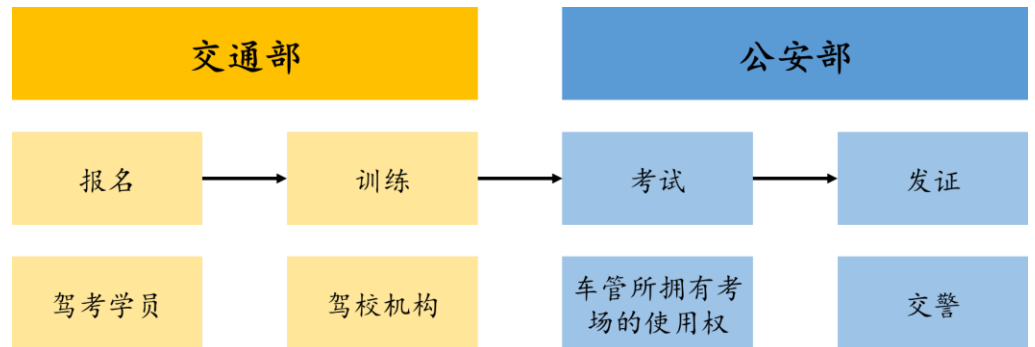 交通部
公安部
报名
训练
考试
发证
驾考学员
驾校机构
车管所拥有考
场的使用权
交警